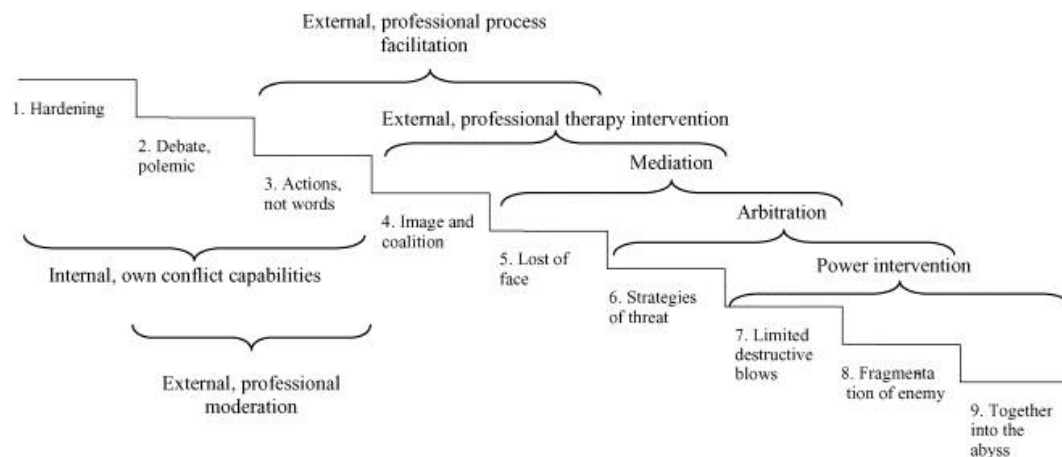 External, professional process
facilitation
1. Hardening
External, professional therapy intervention
2. Debate,
polemic
Mediation
3. Actions,
not words
Arbitration
4. Image and
coalition
Internal, own conflict capabilities
5. Lost of
face
Power intervention
6. Strategies
of threat
7. Limited
destructive
blows
External, professional
moderation
8. Fragmenta
tion of enemy
9. Together
into the
abyss